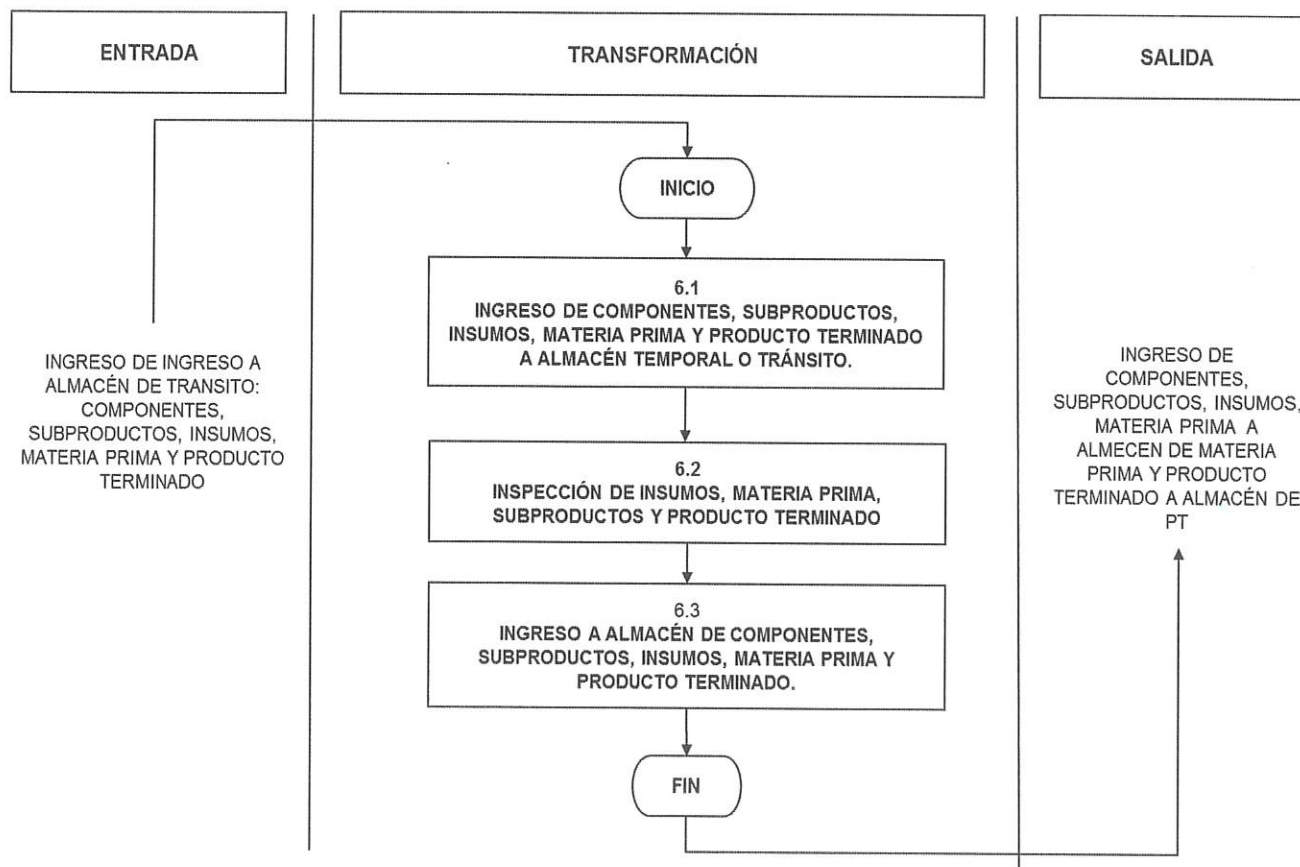 ENTRADA
TRANSFORMACIÓN
SALIDA
INGRESO DE INGRESO A
ALMACÉN DE TRANSITO:
COMPONENTES,
SUBPRODUCTOS, INSUMOS,
MATERIA PRIMA Y PRODUCTO
TERMINADO
INICIO
6.1
INGRESO DE COMPONENTES, SUBPRODUCTOS,
INSUMOS, MATERIA PRIMA Y PRODUCTO TERMINADO
A ALMACÉN TEMPORAL O TRÁNSITO.
6.2
INSPECCIÓN DE INSUMOS, MATERIA PRIMA,
SUBPRODUCTOS Y PRODUCTO TERMINADO
6.3
INGRESO A ALMACÉN DE COMPONENTES,
SUBPRODUCTOS, INSUMOS, MATERIA PRIMA Y
PRODUCTO TERMINADO.
FIN
INGRESO DE
COMPONENTES,
SUBPRODUCTOS, INSUMOS,
MATERIA PRIMA A
ALMECEN DE MATERIA
PRIMA Y PRODUCTO
TERMINADO A ALMACÉN DE
PT